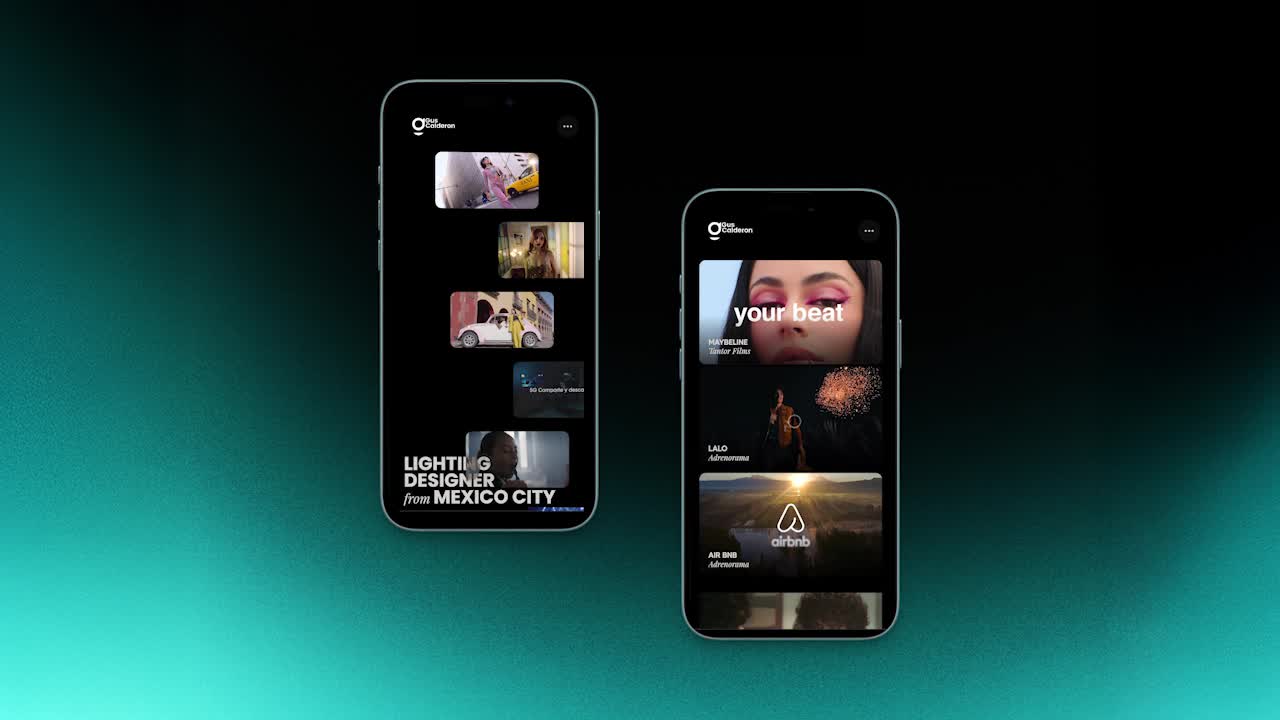 Gus
Calderon
5G Comparte y desca
LIGHTING
DESIGNER
from MEXICO CITY
Gus
Calderon
your beat
MAYBELINE
Tantor Films
LALO
Adrenorama
airbnb
AIR BNB
Adrenorama